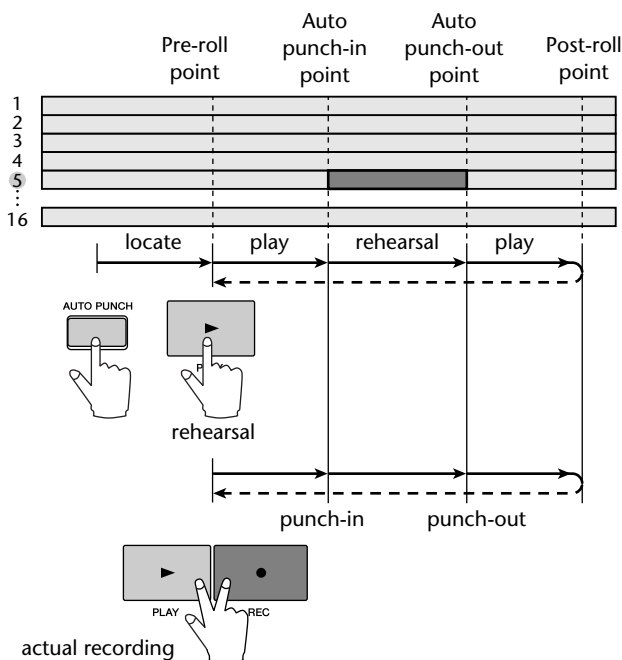 Pre-roll point
Auto punch-in point
Auto punch-out point
Post-roll point
1
2
3
4
5
⋮
16
locate play rehearsal play
AUTO PUNCH
rehearsal
punch-in punch-out
PLAY REC
actual recording